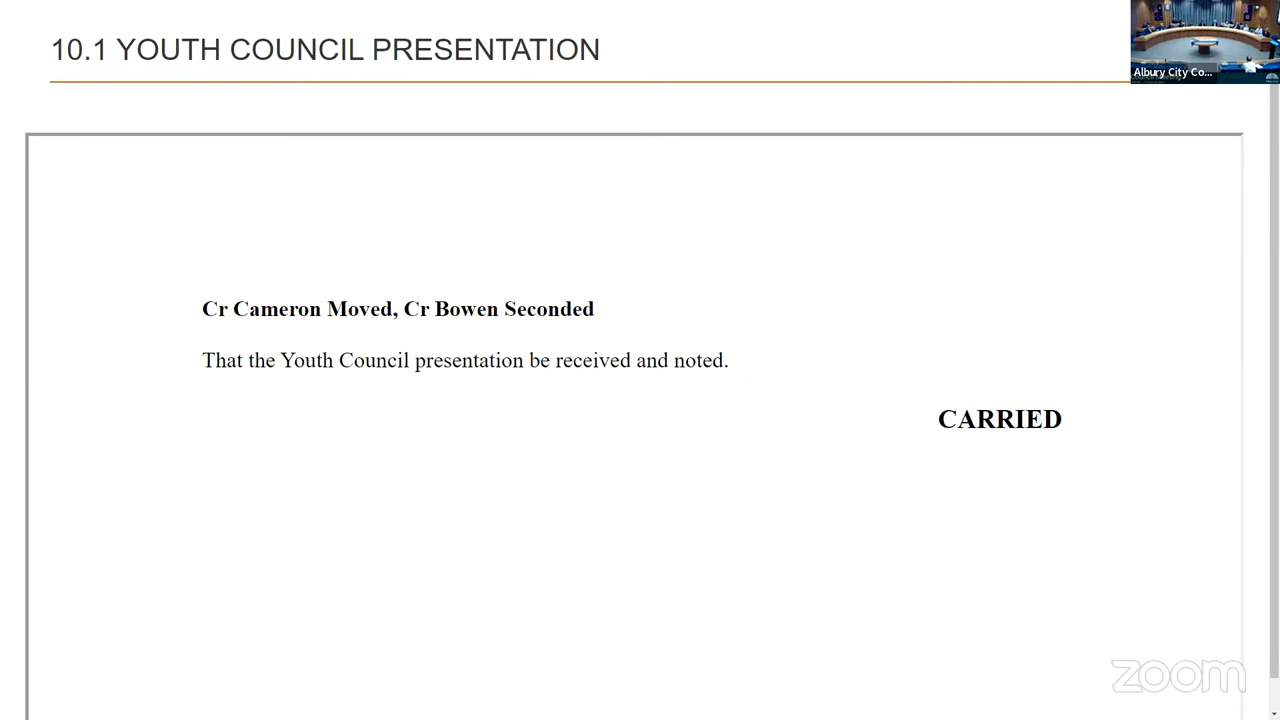 10.1 YOUTH COUNCIL PRESENTATION
Albury City Co...
Cr Cameron Moved, Cr Bowen Seconded
That the Youth Council presentation be received and noted.
CARRIED
zoom